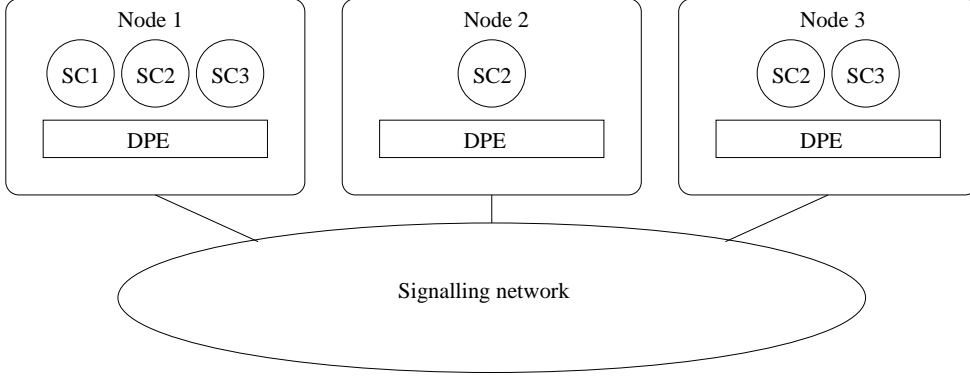 Node 1
SC1 SC2 SC3
DPE
Node 2
SC2
DPE
Node 3
SC2 SC3
DPE
Signalling network